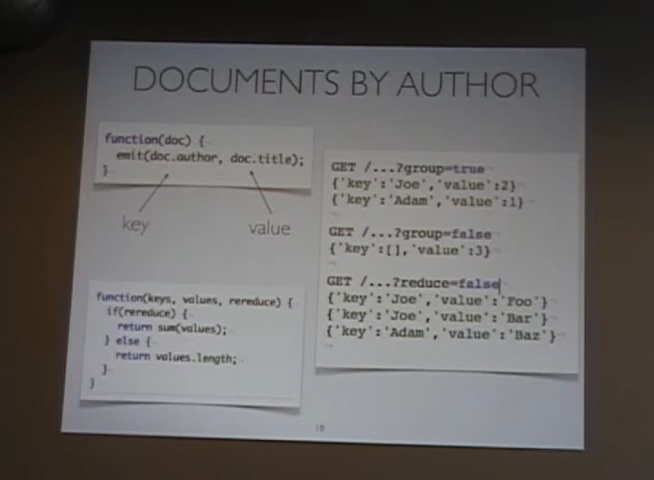 DOCUMENTS BY AUTHOR
function(doc) {
emit(doc.author, doc.title);
}
key
value
function(keys, values, rereduce) {
if(rereduce) {
return sum(values);
} else {
return values.length;
}
}
GET /...?group=true
{'key':'Joe','value':2}
{'key':'Adam','value':1}
GET /...?group=false
{'key':[],'value':3}
GET /...?reduce=false
{'key':'Joe','value':'Foo'}
{'key':'Joe','value':'Bar'}
{'key':'Adam','value':'Baz'}